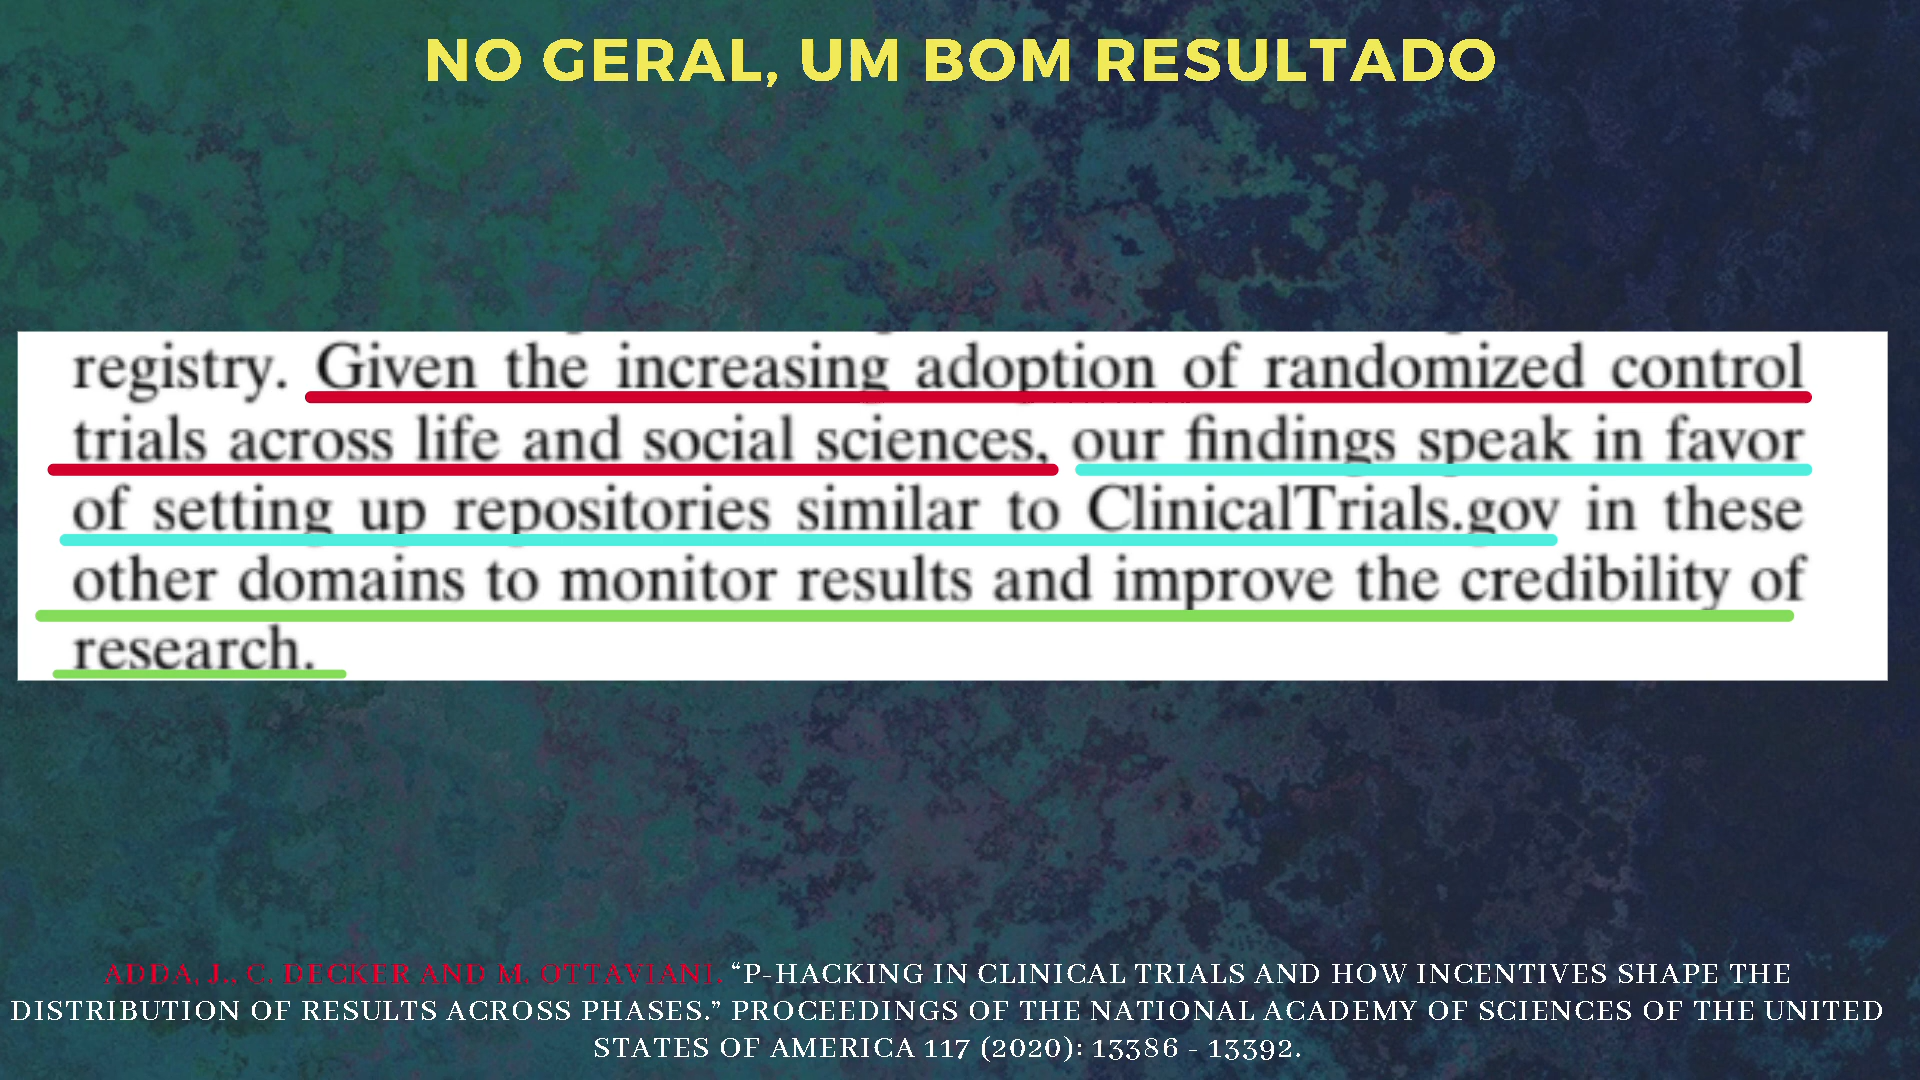 NO GERAL, UM BOM RESULTADO
registry. Given the increasing adoption of randomized control
trials across life and social sciences, our findings speak in favor
of setting up repositories similar to ClinicalTrials.gov in these
other domains to monitor results and improve the credibility of
research.
ADDA, J., C. DECKER AND M. OTTAVIANI. “P-HACKING IN CLINICAL TRIALS AND HOW INCENTIVES SHAPE THE
DISTRIBUTION OF RESULTS ACROSS PHASES.” PROCEEDINGS OF THE NATIONAL ACADEMY OF SCIENCES OF THE UNITED
STATES OF AMERICA 117 (2020): 13386 - 13392.